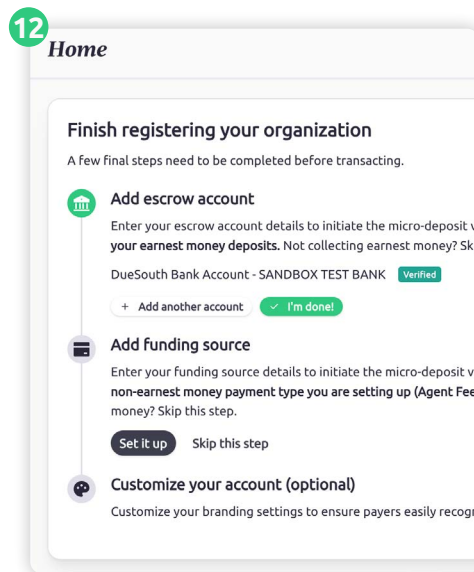 12
Home
Finish registering your organization
A few final steps need to be completed before transacting.
Add escrow account
Enter your escrow account details to initiate the micro-deposit
your earnest money deposits. Not collecting earnest money?
DueSouth Bank Account - SANDBOX TEST BANK Verified
+ Add another account ✓ I'm done!
Add funding source
Enter your funding source details to initiate the micro-deposit
non-earnest money payment type you are setting up (Agent
money? Skip this step.
Set it up Skip this step
Customize your account (optional)
Customize your branding settings to ensure payers easily